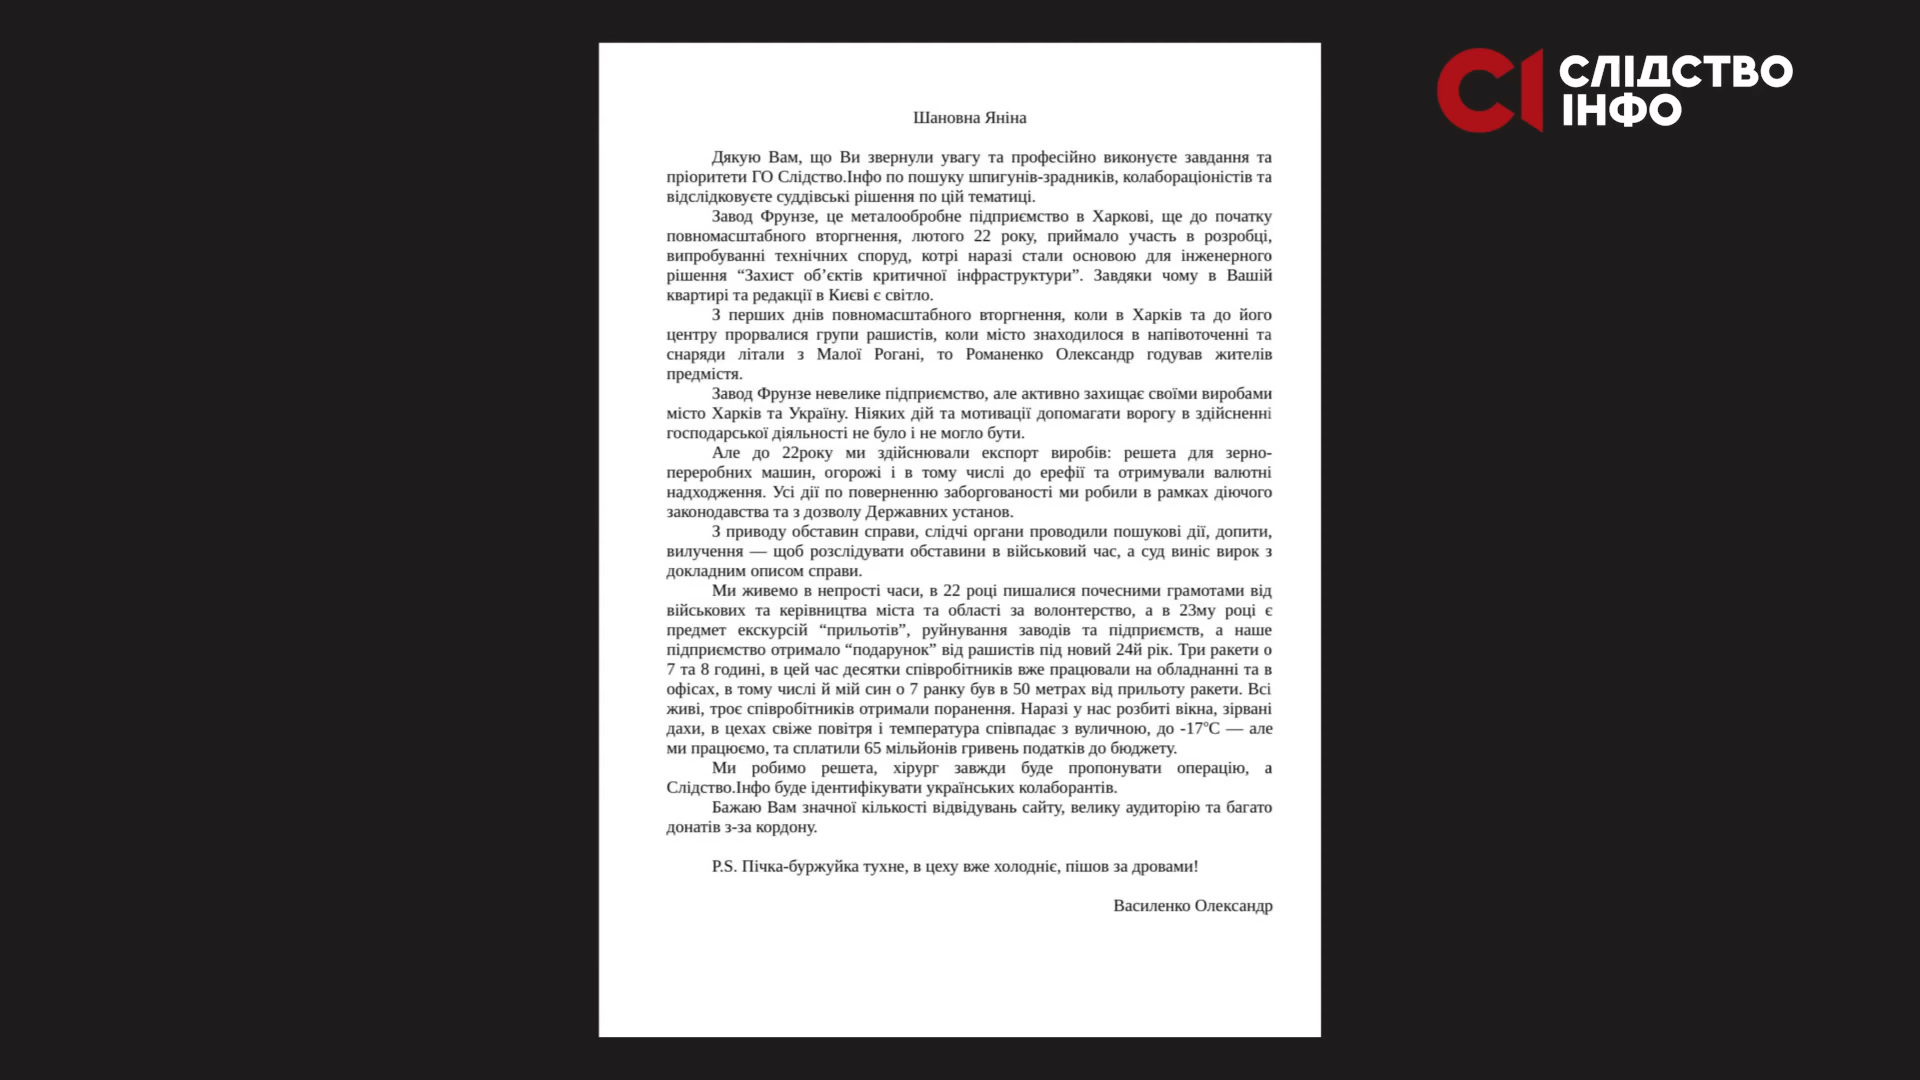 СЛІДСТВО
ІНФО
Шановна Яніна
Дякую Вам, що Ви звернули увагу та професійно виконуєте завдання та
пріоритети ГО Слідство.Інфо по пошуку шпигунів-зрадників, колабораціоністів та
відслідковуєте суддівські рішення по цій тематиці.
Завод Фрунзе, це металообробне підприємство в Харкові, ще до початку
повномасштабного вторгнення, лютого 22 року, приймало участь в розробці,
випробуванні технічних споруд, котрі наразі стали основою для інженерного
рішення “Захист об’єктів критичної інфраструктури”. Завдяки чому в Вашій
квартирі та редакції в Києві є світло.
З перших днів повномасштабного вторгнення, коли в Харків та до його
центру прорвалися групи рашистів, коли місто знаходилося в напівоточенні та
снаряди літали з Малої Рогані, то Романенко Олександр годував жителів
предмістя.
Завод Фрунзе невелике підприємство, але активно захищає своїми виробами
місто Харків та Україну. Ніяких дій та мотивації допомагати ворогу в здійсненні
господарської діяльності не було і не могло бути.
Але до 22року ми здійснювали експорт виробів: решета для зерно-
переробних машин, огорожі і в тому числі до ерефії та отримували валютні
надходження. Усі дії по поверненню заборгованості ми робили в рамках діючого
законодавства та з дозволу Державних установ.
З приводу обставин справи, слідчі органи проводили пошукові дії, допити,
вилучення — щоб розслідувати обставини в військовий час, а суд виніс вирок з
докладним описом справи.
Ми живемо в непрості часи, в 22 році пишалися почесними грамотами від
військових та керівництва міста та області за волонтерство, а в 23му році є
предмет екскурсій “прильотів”, руйнування заводів та підприємств, а наше
підприємство отримало “подарунок” від рашистів під новий 24й рік. Три ракети о
7 та 8 годині, в цей час десятки співробітників вже працювали на обладнанні та в
офісах, в тому числі й мій син о 7 ранку був в 50 метрах від прильоту ракети. Всі
живі, троє співробітників отримали поранення. Наразі у нас розбиті вікна, зірвані
дахи, в цехах свіже повітря і температура співпадає з вуличною, до -17°С — але
ми працюємо, та сплатили 65 мільйонів гривень податків до бюджету.
Ми робимо решета, хірург завжди буде пропонувати операцію, а
Слідство.Інфо буде ідентифікувати українських колаборантів.
Бажаю Вам значної кількості відвідувань сайту, велику аудиторію та багато
донатів з-за кордону.
P.S. Пічка-буржуйка тухне, в цеху вже холодніє, пішов за дровами!
Василенко Олександр